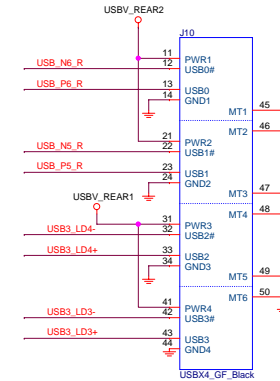 USBV_REAR2
J10
11 PWR1
USB_N6_R 12 USB0#
USB_P6_R 13 USB0
14 GND1
MT1 45
MT2 46
21 PWR2
USB_N5_R 22 USB1#
USB_P5_R 23 USB1
24 GND2
MT3 47
USBV_REAR1
MT4 48
31 PWR3
USB3_LD4- 32 USB2#
USB3_LD4+ 33 USB2
34 GND3
MT5 49
MT6 50
41 PWR4
USB3_LD3- 42 USB3#
USB3_LD3+ 43 USB3
44 GND4
USBX4_GF_Black